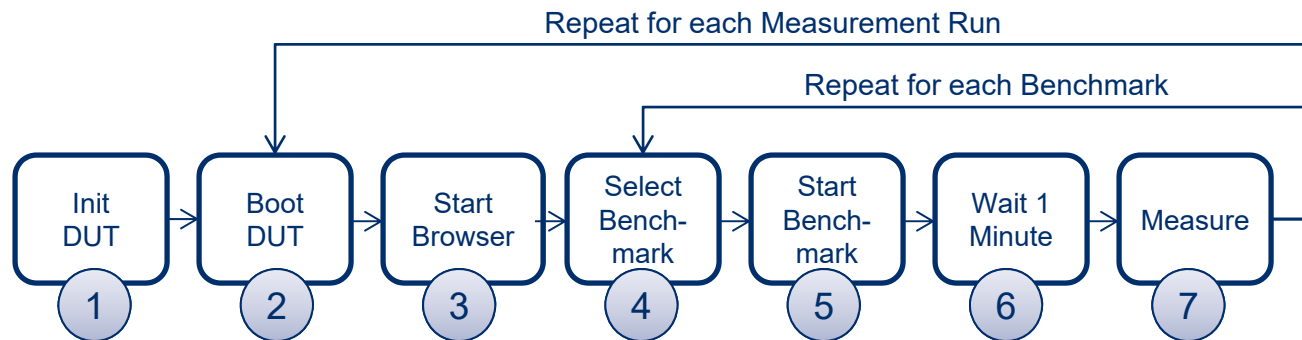 Repeat for each Measurement Run
Repeat for each Benchmark
Init
DUT
Boot
DUT
Start
Browser
Select
Bench-
mark
Start
Bench-
mark
Wait 1
Minute
Measure
1
2
3
4
5
6
7